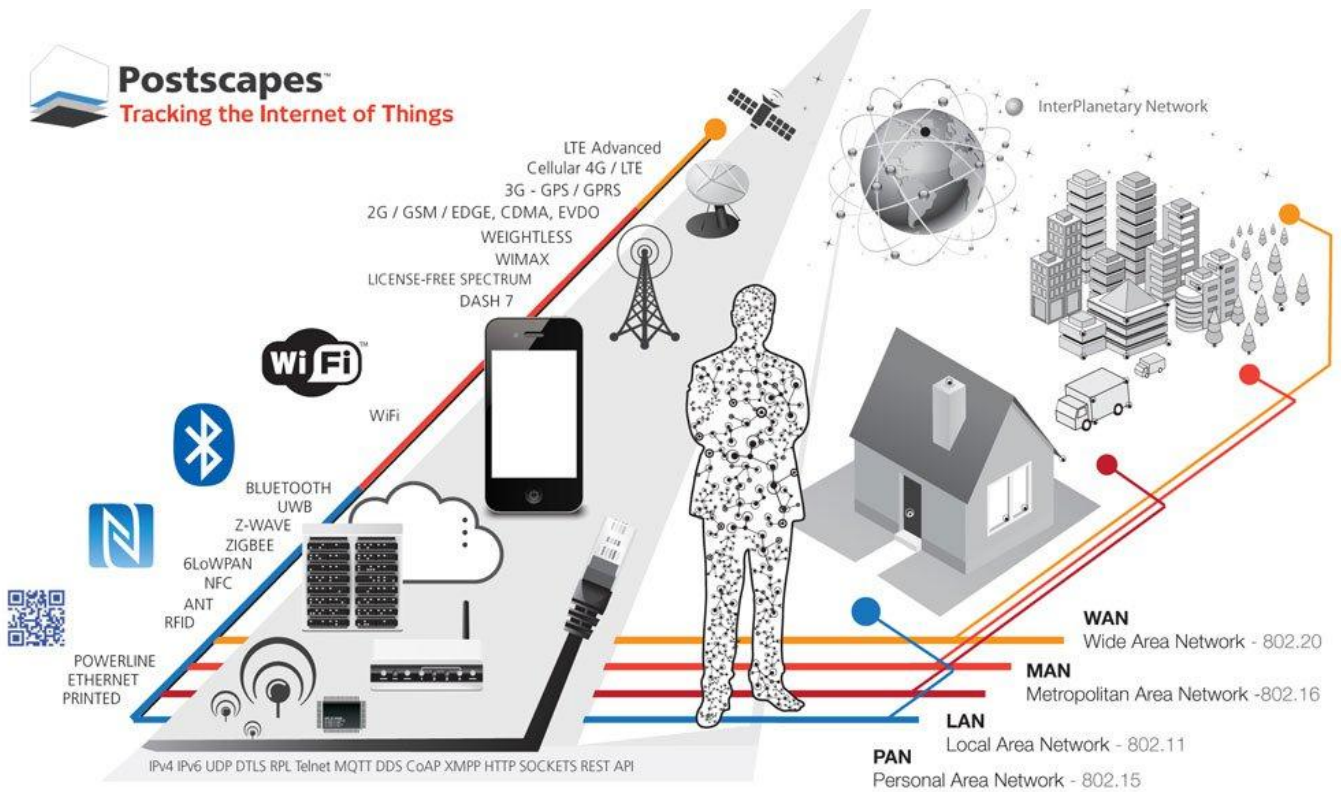 Postscapes™
Tracking the Internet of Things
InterPlanetary Network
LTE Advanced
Cellular 4G / LTE
3G - GPS / GPRS
2G / GSM / EDGE, CDMA, EVDO
WEIGHTLESS
WIMAX
LICENSE-FREE SPECTRUM
DASH 7
WiFi™
WiFi
BLUETOOTH
UWB
Z-WAVE
ZIGBEE
6LoWPAN
NFC
ANT
RFID
POWERLINE
ETHERNET
PRINTED
WAN
Wide Area Network - 802.20
MAN
Metropolitan Area Network -802.16
LAN
Local Area Network - 802.11
PAN
Personal Area Network - 802.15
IPv4 IPv6 UDP DTLS RPL Telnet MQTT DDS CoAP XMPP HTTP SOCKETS REST API